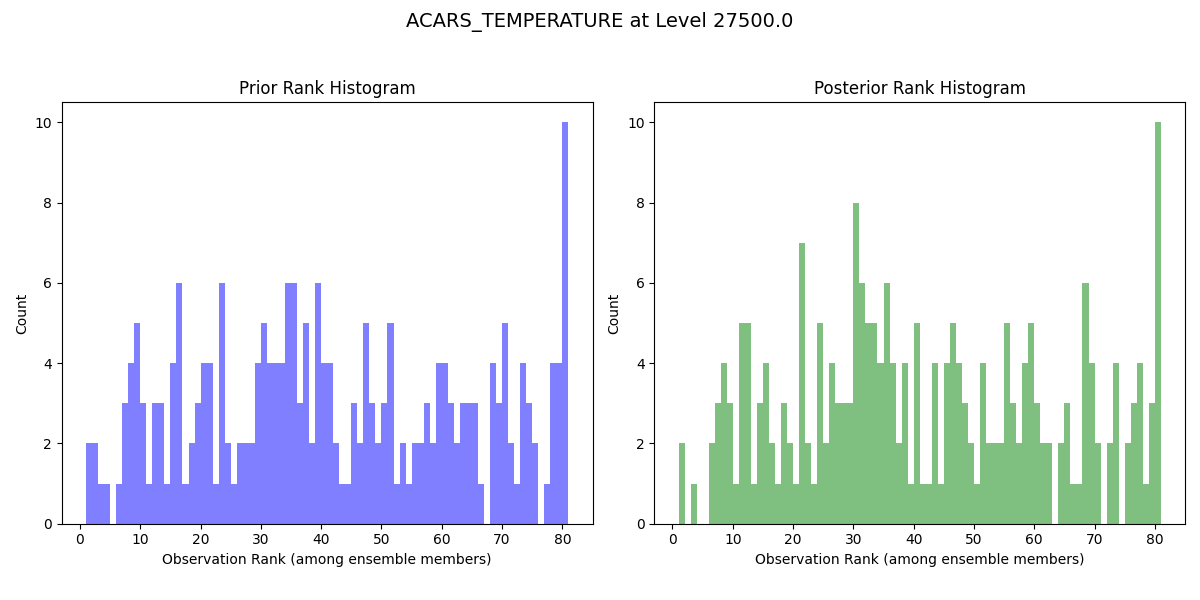 ACARS_TEMPERATURE at Level 27500.0
Prior Rank Histogram
Count
10
8
6
4
2
0
0 10 20 30 40 50 60 70 80
Observation Rank (among ensemble members)
Posterior Rank Histogram
Count
10
8
6
4
2
0
0 10 20 30 40 50 60 70 80
Observation Rank (among ensemble members)